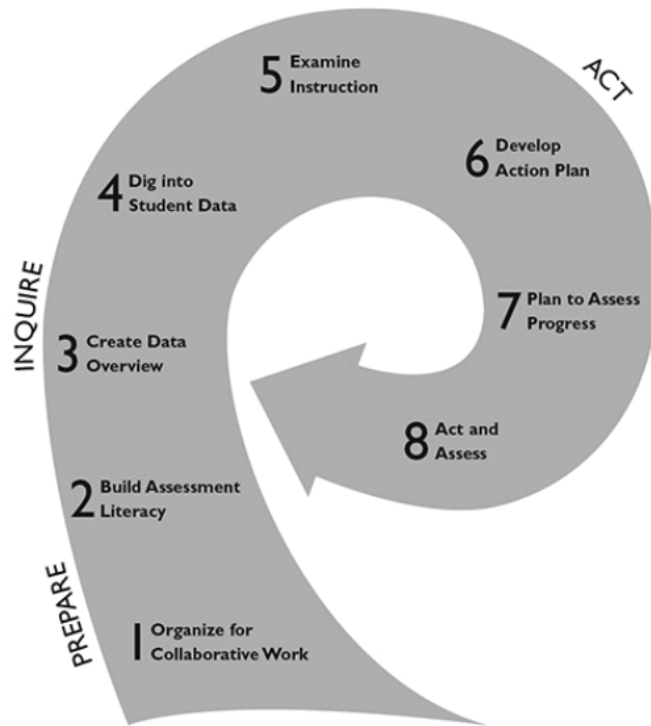 5 Examine
Instruction
ACT
6 Develop
Action Plan
4 Dig into
Student Data
INQUIRE
7 Plan to Assess
Progress
3 Create Data
Overview
8 Act and
Assess
2 Build Assessment
Literacy
PREPARE
1 Organize for
Collaborative Work